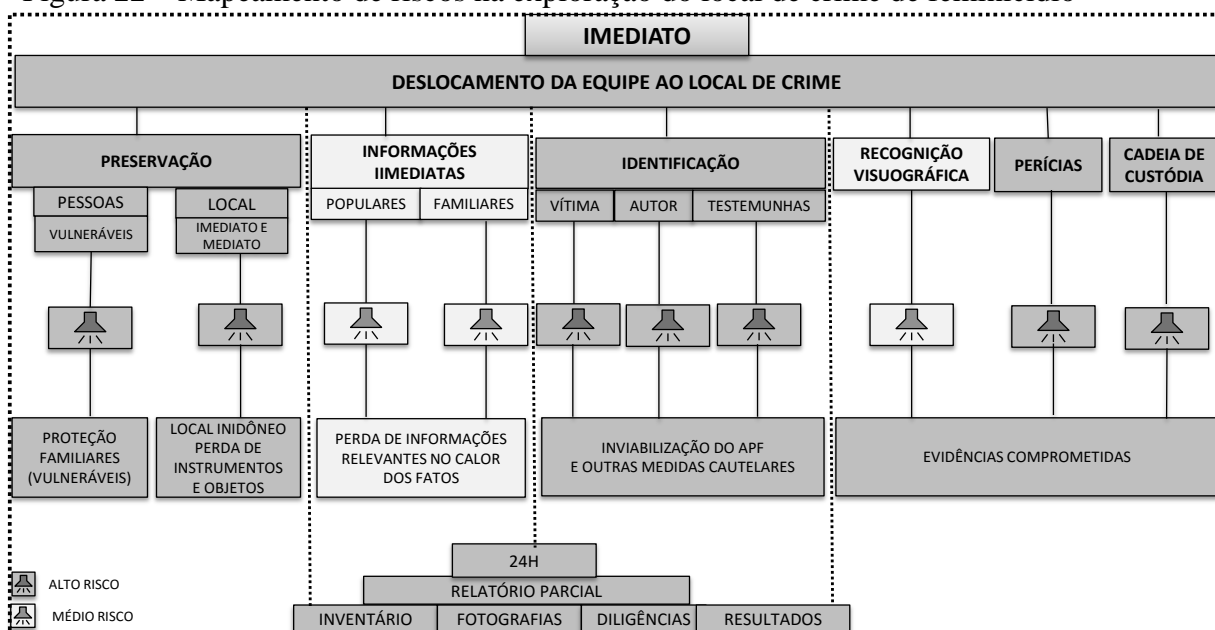 Figura 22 – Mapeamento de riscos na exploração do local de crime de feminicídio
IMEDIATO
DESLOCAMENTO DA EQUIPE AO LOCAL DE CRIME
PRESERVAÇÃO
PESSOAS
VULNERÁVEIS
LOCAL
IMEDIATO E
MEDIATO
INFORMAÇÕES
IIMEDIATAS
POPULARES
FAMILIARES
IDENTIFICAÇÃO
VÍTIMA
AUTOR
TESTEMUNHAS
RECOGNIÇÃO
VISUOGRÁFICA
PERÍCIAS
CADEIA DE
CUSTÓDIA
PROTEÇÃO
FAMILIARES
(VULNERÁVEIS)
LOCAL INIDÔNEO
PERDA DE
INSTRUMENTOS
E OBJETOS
PERDA DE INFORMAÇÕES
RELEVANTES NO CALOR
DOS FATOS
INVIABILIZAÇÃO DO APF
E OUTRAS MEDIDAS CAUTELARES
EVIDÊNCIAS COMPROMETIDAS
24H
RELATÓRIO PARCIAL
INVENTÁRIO
FOTOGRAFIAS
DILIGÊNCIAS
RESULTADOS
ALTO RISCO
MÉDIO RISCO